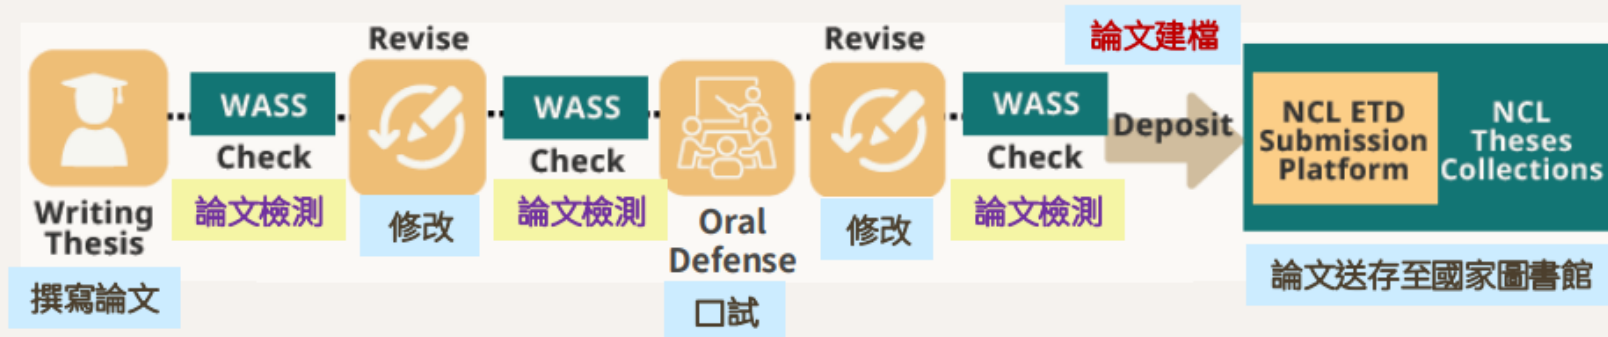 Writing
Thesis
撰寫論文
WASS
Check
論文檢測
Revise
修改
WASS
Check
論文檢測
Oral
Defense
口試
Revise
修改
WASS
Check
論文檢測
論文建檔
Deposit
NCL ETD
Submission
Platform
NCL
Theses
Collections
論文送存至國家圖書館